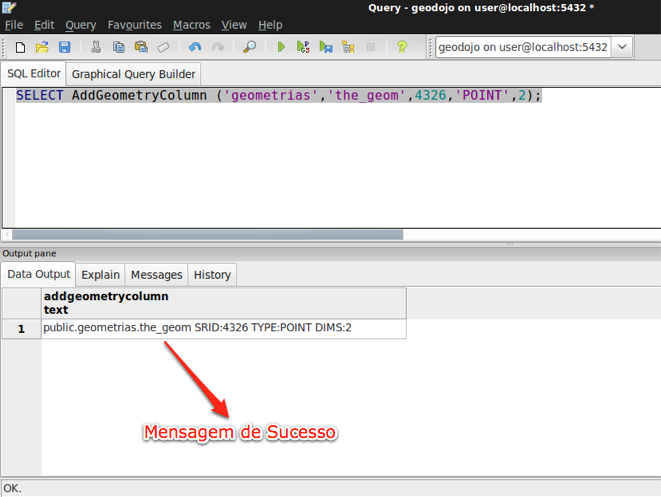 Query - geodojo on user@localhost:5432 *
File Edit Query Favourites Macros View Help
geodojo on user@localhost:5432
SQL Editor Graphical Query Builder
SELECT AddGeometryColumn ('geometrias','the_geom',4326,'POINT',2);
Output pane
Data Output Explain Messages History
addgeometrycolumn
text
1 public.geometrias.the_geom SRID:4326 TYPE:POINT DIMS:2
Mensagem de Sucesso
OK.